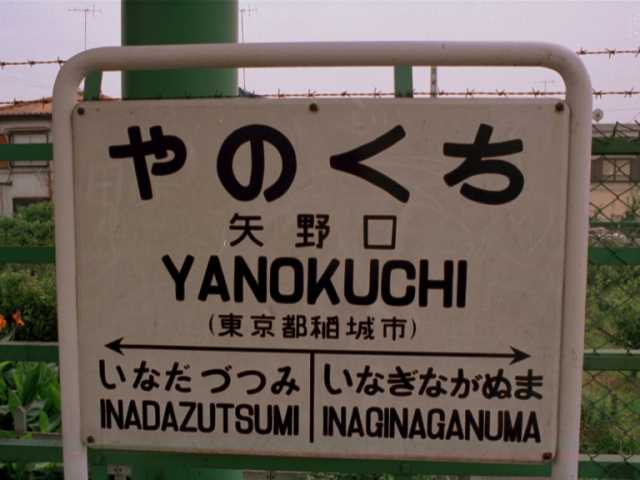 やのくち
矢野口
YANOKUCHI
(東京都稲城市)
いなだづつみ いなぎながぬま
INADAZUTSUMI INAGINAGANUMA